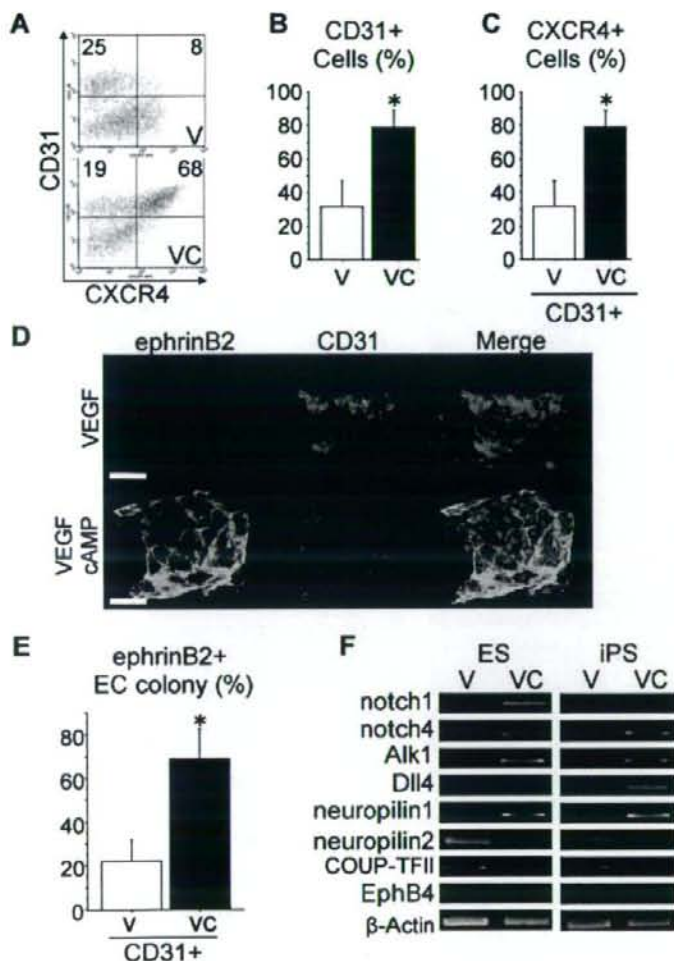 A
25 8
V
19 68
VC
CD31
CXCR4
B
CD31+
Cells (%)
100
80
60
40
20
0
*
V VC
C
CXCR4+
Cells (%)
100
80
60
40
20
0
*
V VC
CD31+
D
ephrinB2 CD31 Merge
VEGF
VEGF
cAMP
E
ephrinB2+
EC colony (%)
80
60
40
20
0
*
V VC
CD31+
F
ES iPS
V VC V VC
notch1
notch4
Alk1
Dll4
neuropilin1
neuropilin2
COUP-TFII
EphB4
β-Actin